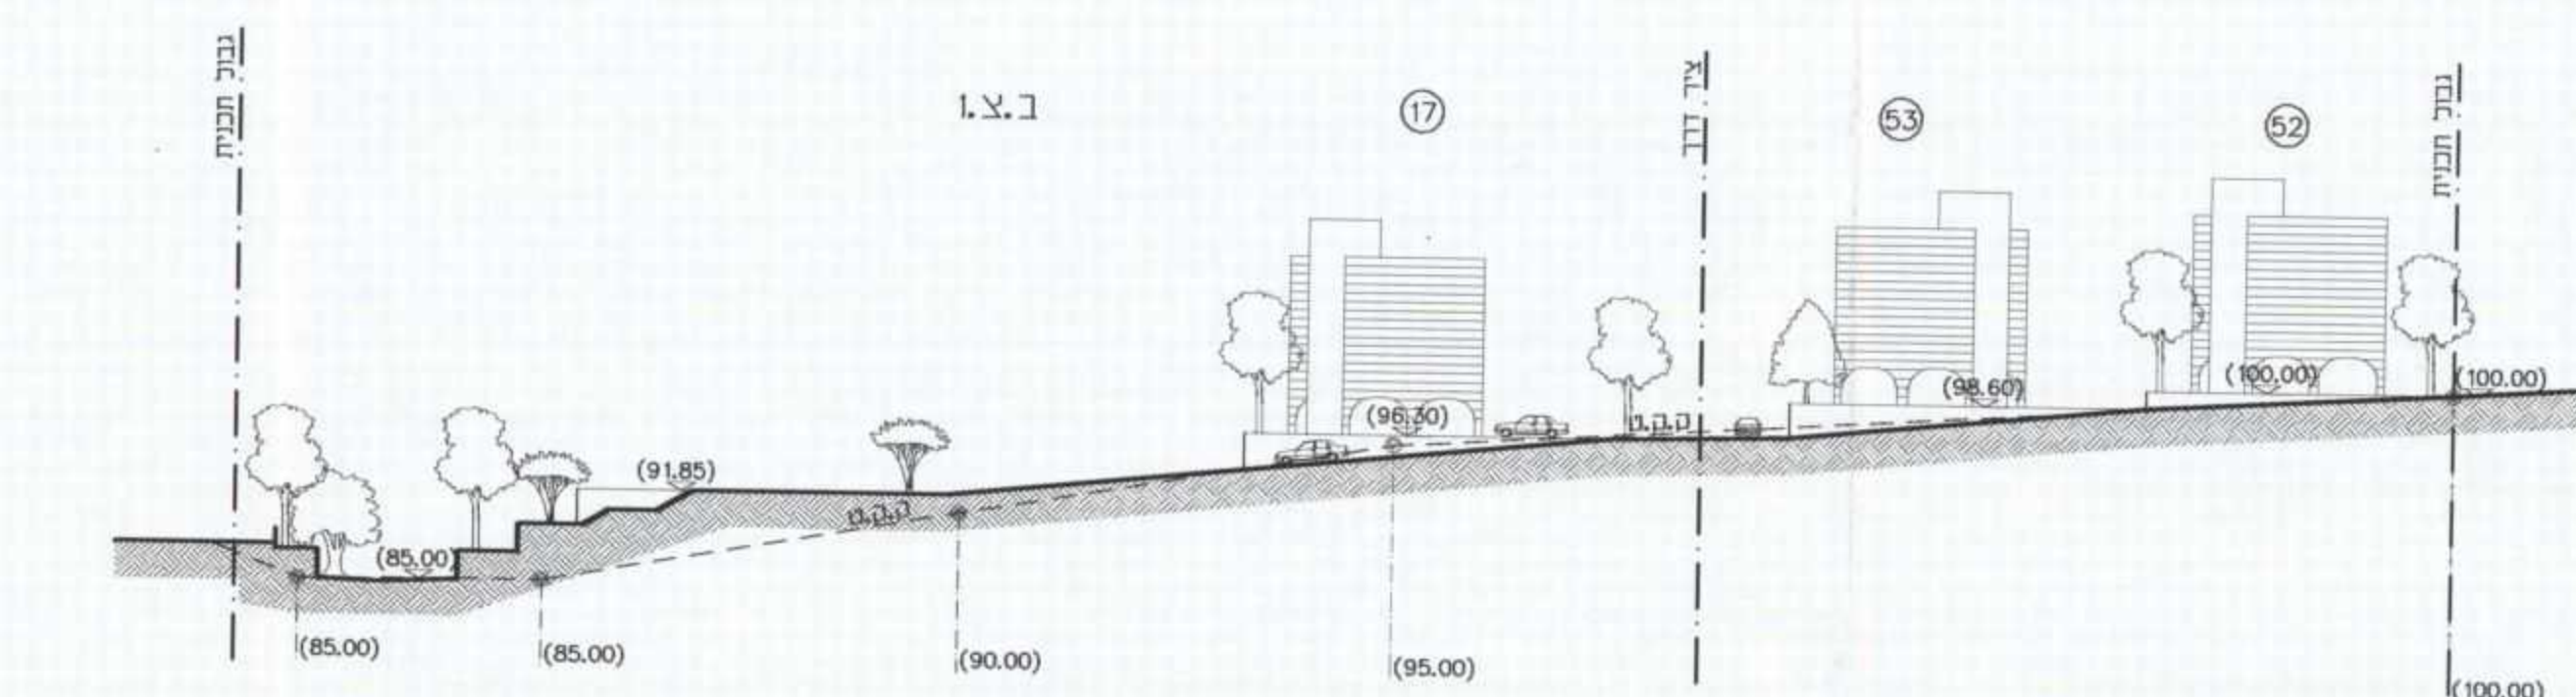 גבול תכנית
ב.צ.ו
17
ציר דרך
53
52
גבול תכנית
(96.30)
ק.ק.ט
(98.60)
(100.00)
(100.00)
(91.85)
ק.ק.ט
(85.00)
(85.00)
(85.00)
(90.00)
(95.00)
(100.00)